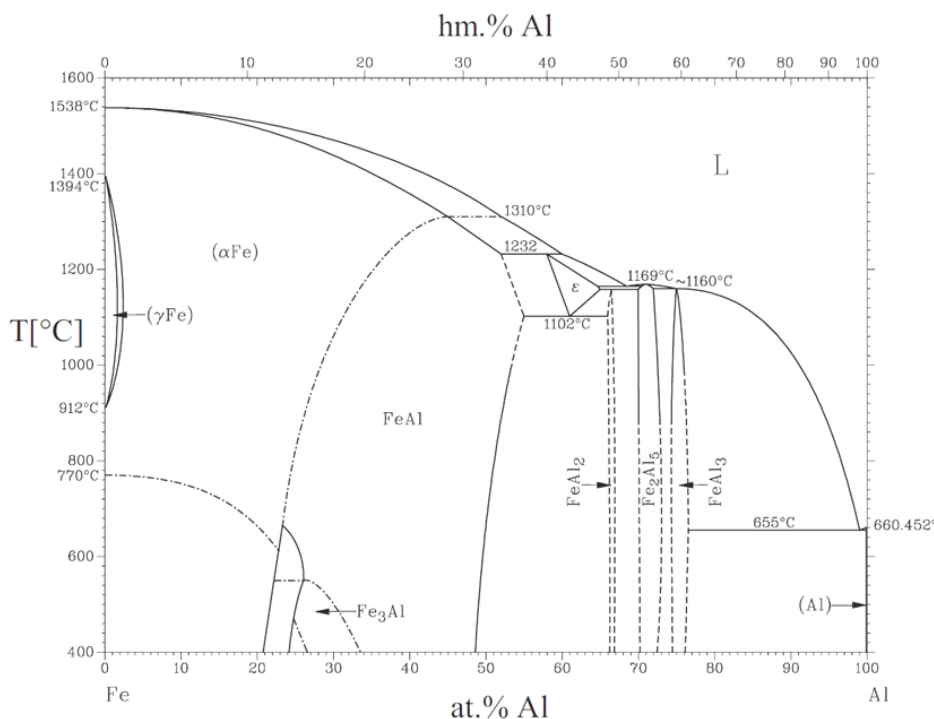 hm.% Al
0 10 20 30 40 50 60 70 80 90 100
1600
1538°C
1400
1394°C
L
1310°C
(αFe)
1232
1169°C
~1160°C
1200
ε
(γFe)
1102°C
T[°C]
1000
912°C
FeAl
800
770°C
FeAl2
Fe2Al5
FeAl3
655°C
660.452°
600
Fe3Al
(Al)
400
0 10 20 30 40 50 60 70 80 90 100
Fe
at.% Al
Al